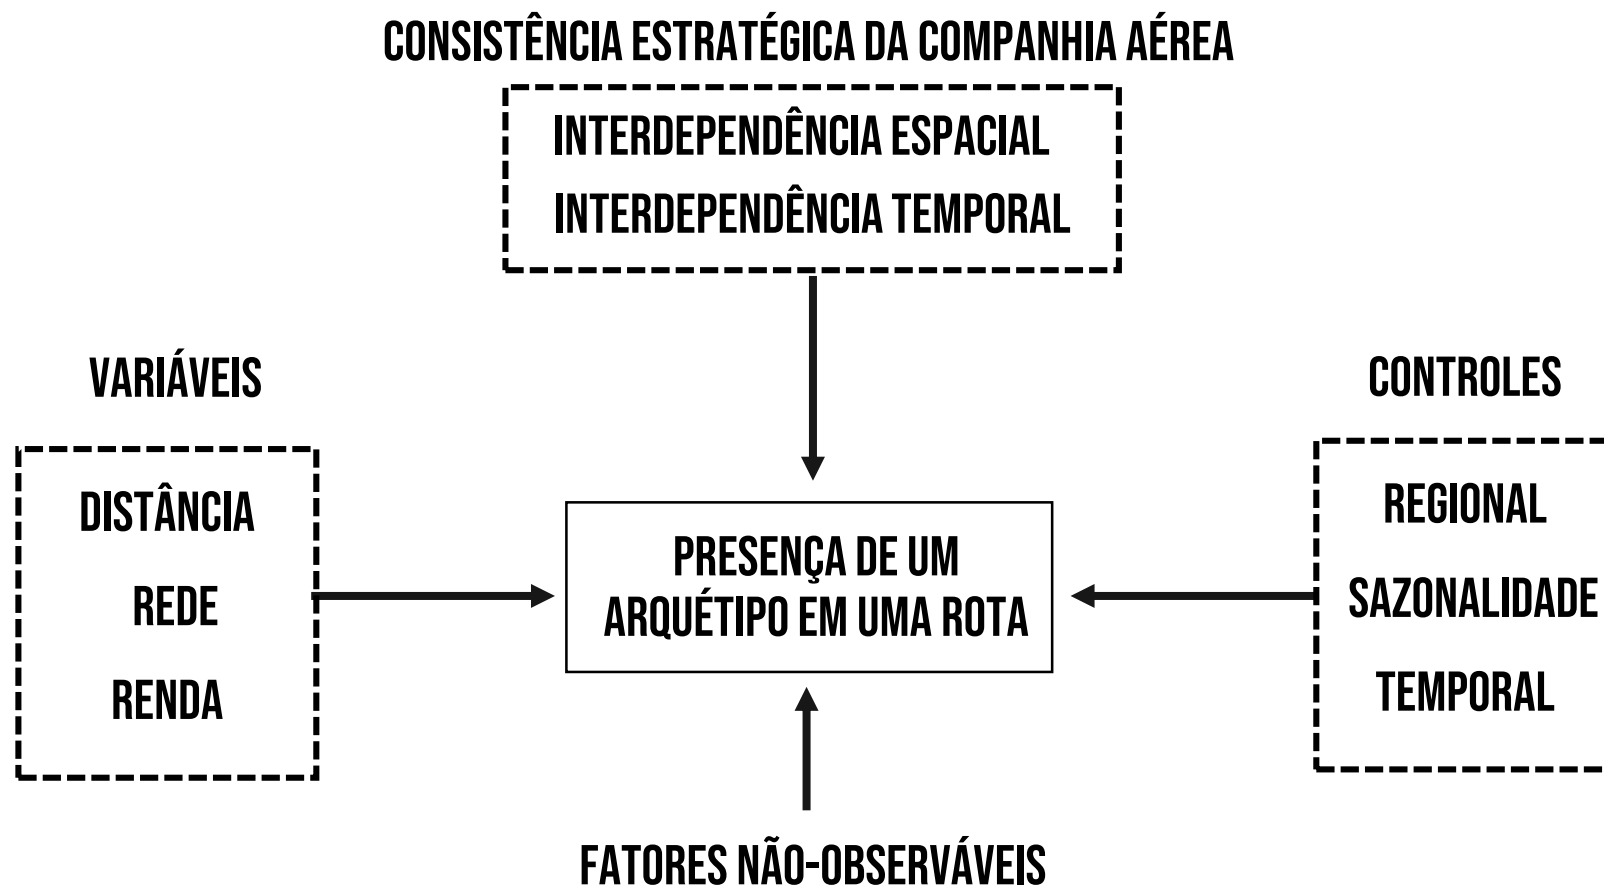 CONSISTÊNCIA ESTRATÉGICA DA COMPANHIA AÉREA
INTERDEPENDÊNCIA ESPACIAL
INTERDEPENDÊNCIA TEMPORAL
VARIÁVEIS
DISTÂNCIA
REDE
RENDA
PRESENÇA DE UM
ARQUÉTIPO EM UMA ROTA
CONTROLES
REGIONAL
SAZONALIDADE
TEMPORAL
FATORES NÃO-OBSERVÁVEIS